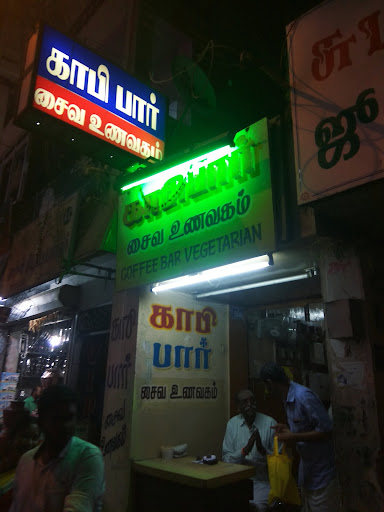 காபி பார்
சைவ உணவகம்
காபிபார்
சைவ உணவகம்
COFFEE BAR VEGETARIAN
காபி
பார்
சைவ உணவகம்
காபி
பார்
சைவ